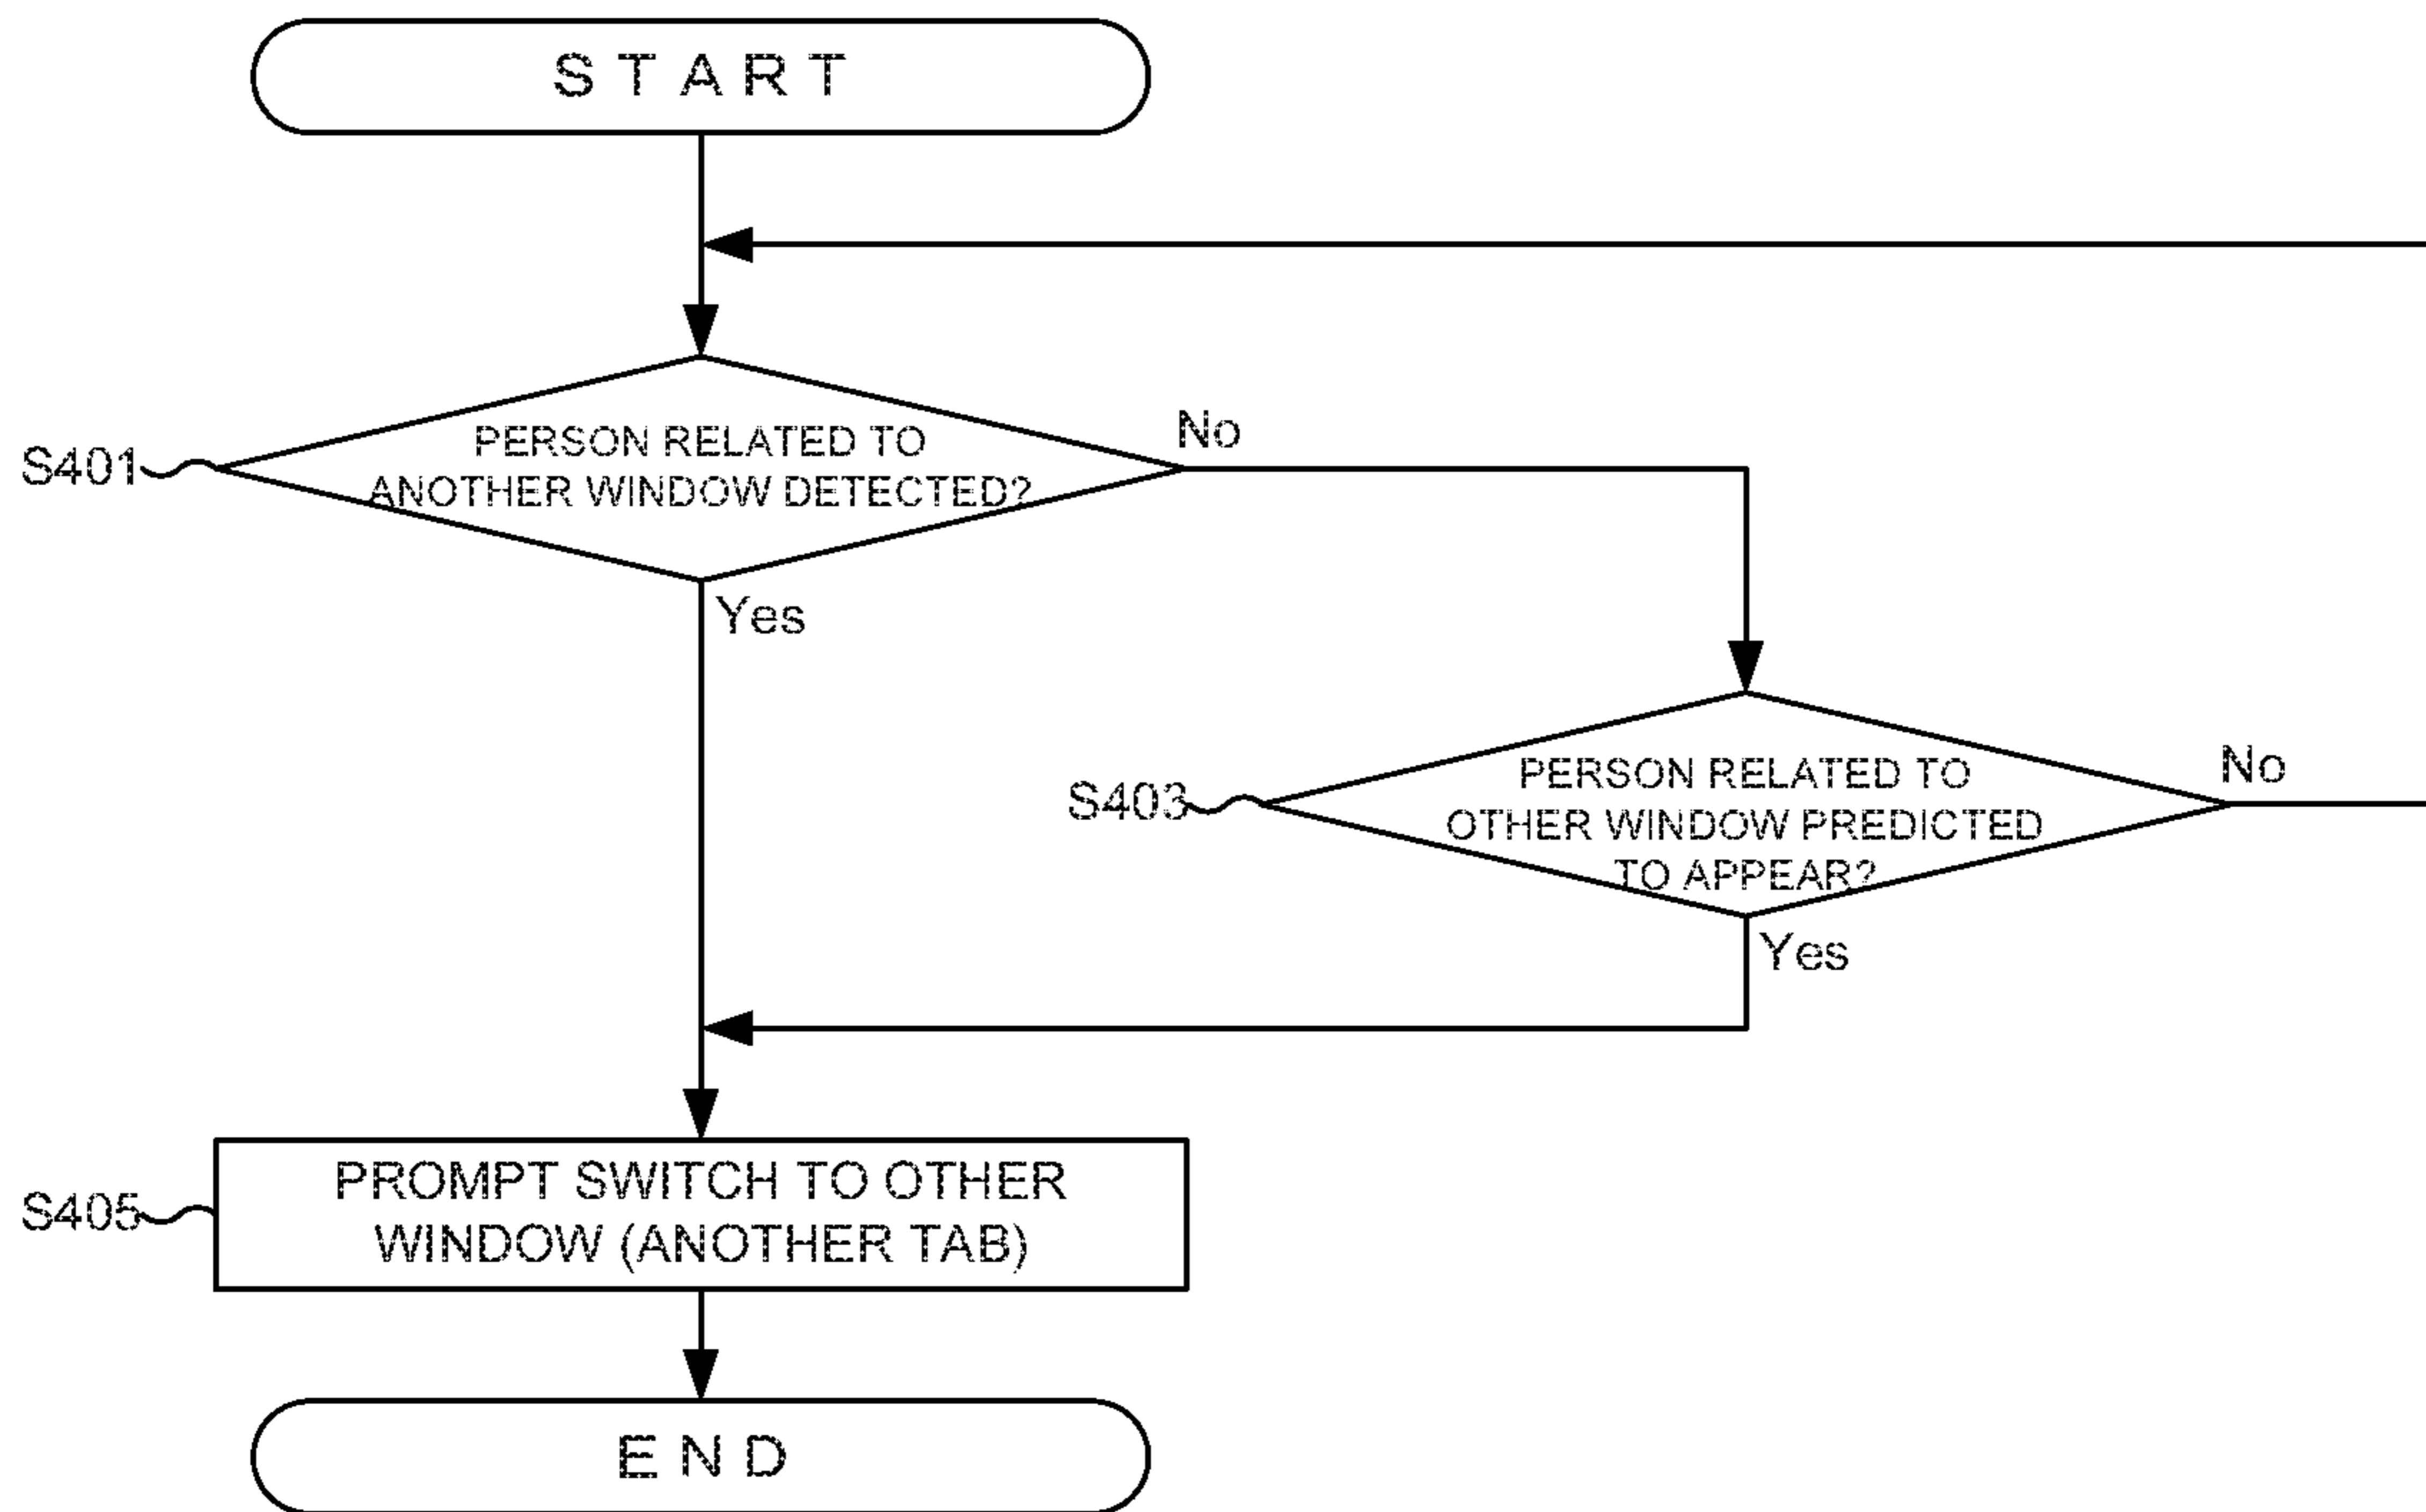 START
PERSON RELATED TO
ANOTHER WINDOW DETECTED?
No
S401
Yes
PERSON RELATED TO
OTHER WINDOW PREDICTED
TO APPEAR?
No
S403
Yes
PROMPT SWITCH TO OTHER
WINDOW (ANOTHER TAB)
S405
END